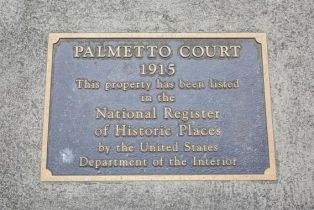 PALMETTO COURT
1915
This property has been listed
in the
National Register
of Historic Places
by the United States
Department of the Interior